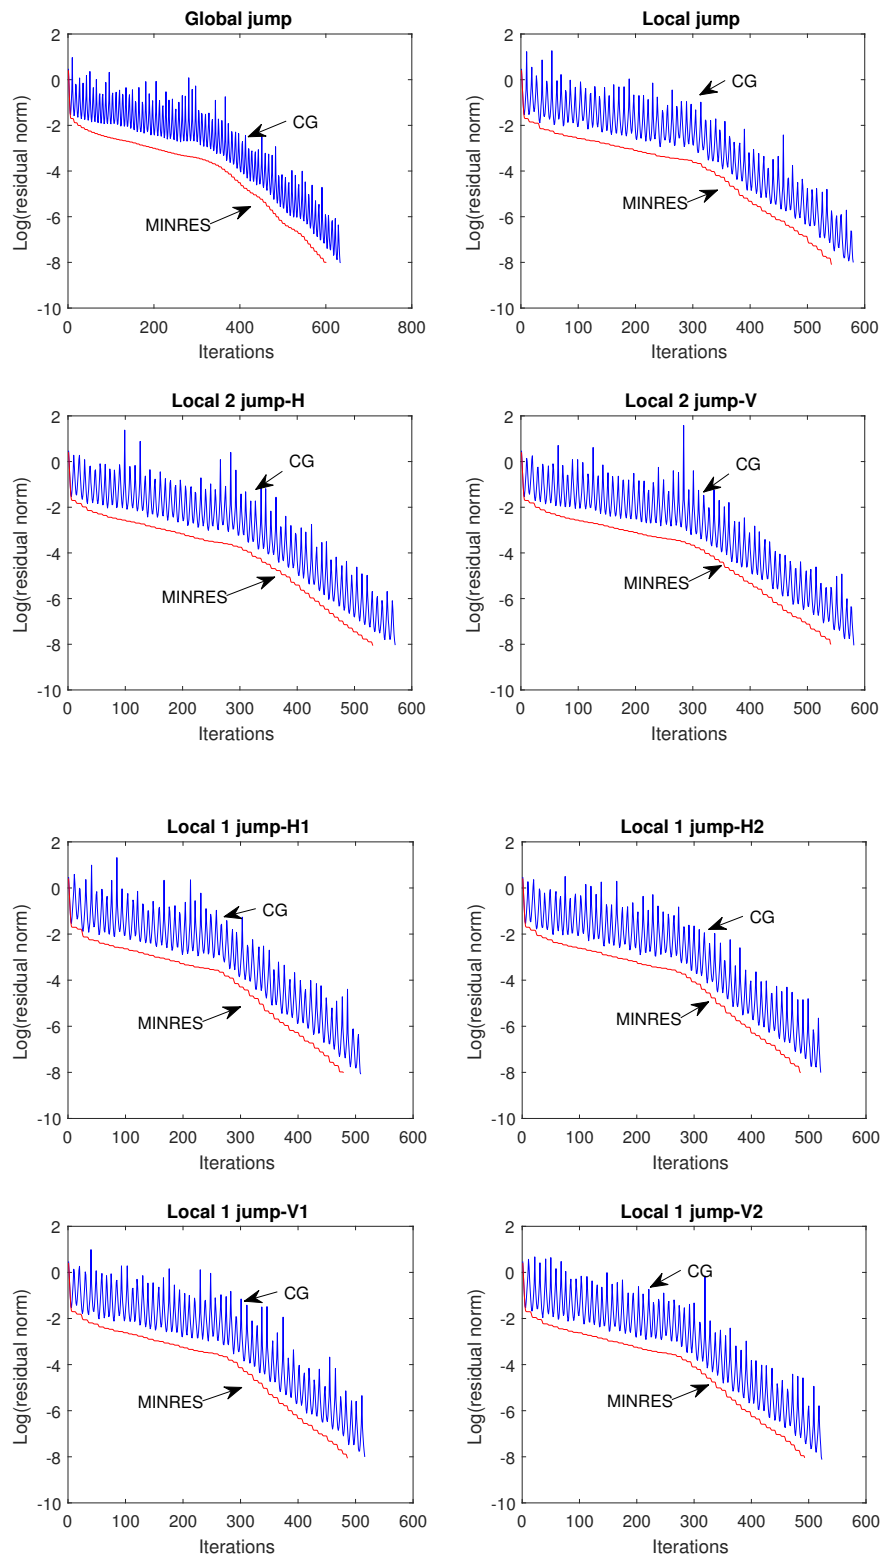 Global jump
2
0
-2
-4
-6
-8
-10
0 200 400 600 800
Log(residual norm)
Iterations
CG
MINRES
Local jump
2
0
-2
-4
-6
-8
-10
0 100 200 300 400 500 600
Log(residual norm)
Iterations
CG
MINRES
Local 2 jump-H
2
0
-2
-4
-6
-8
-10
0 100 200 300 400 500 600
Log(residual norm)
Iterations
CG
MINRES
Local 2 jump-V
2
0
-2
-4
-6
-8
-10
0 100 200 300 400 500 600
Log(residual norm)
Iterations
CG
MINRES
Local 1 jump-H1
2
0
-2
-4
-6
-8
-10
0 100 200 300 400 500 600
Log(residual norm)
Iterations
CG
MINRES
Local 1 jump-H2
2
0
-2
-4
-6
-8
-10
0 100 200 300 400 500 600
Log(residual norm)
Iterations
CG
MINRES
Local 1 jump-V1
2
0
-2
-4
-6
-8
-10
0 100 200 300 400 500 600
Log(residual norm)
Iterations
CG
MINRES
Local 1 jump-V2
2
0
-2
-4
-6
-8
-10
0 100 200 300 400 500 600
Log(residual norm)
Iterations
CG
MINRES